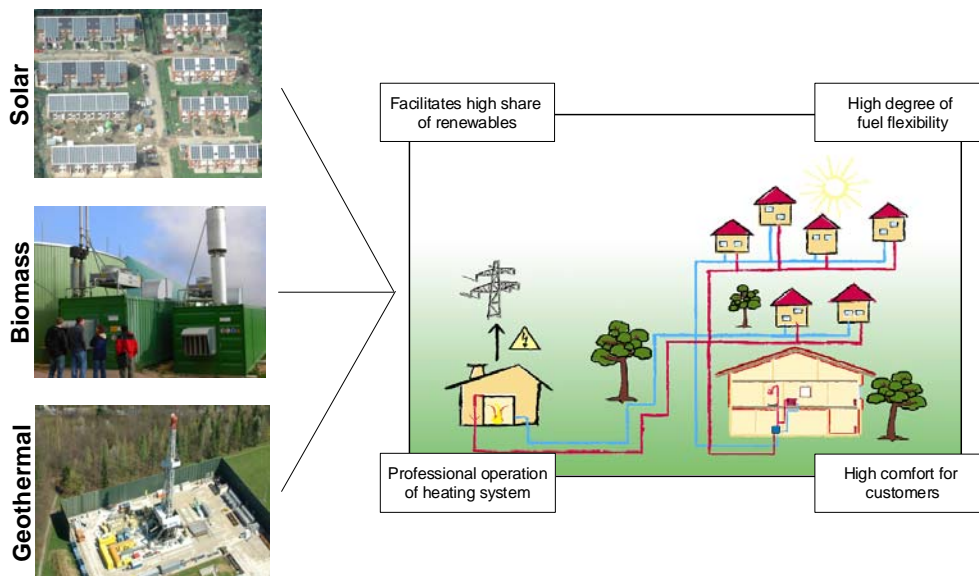 Solar
Biomass
Geothermal
Facilitates high share
of renewables
High degree of
fuel flexibility
Professional operation
of heating system
High comfort for
customers